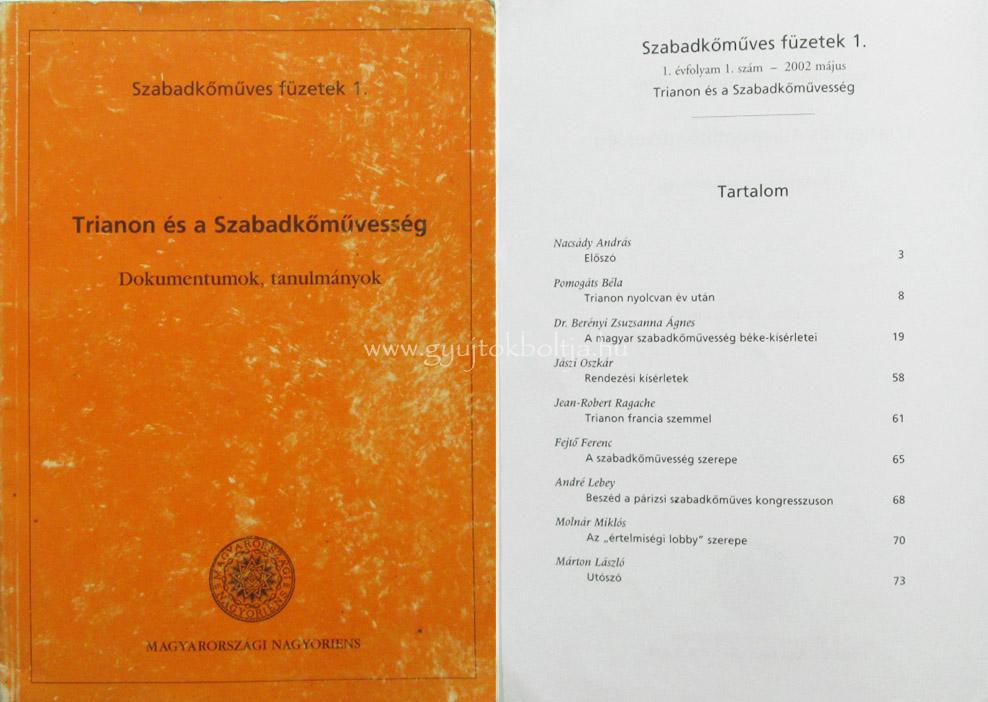 Szabadkőműves füzetek 1.
Trianon és a Szabadkőművesség
Dokumentumok, tanulmányok
MAGYARORSZÁGI
NAGYORIENS
MAGYARORSZÁGI NAGYORIENS
www.gyujtokboltja.hu
Szabadkőműves füzetek 1.
1. évfolyam 1. szám – 2002 május
Trianon és a Szabadkőművesség
Tartalom
Nacsády András
Előszó 3
Pomogáts Béla
Trianon nyolcvan év után 8
Dr. Berényi Zsuzsanna Ágnes
A magyar szabadkőművesség béke-kísérletei 19
Jászi Oszkár
Rendezési kísérletek 58
Jean-Robert Ragache
Trianon francia szemmel 61
Fejtő Ferenc
A szabadkőművesség szerepe 65
André Lebey
Beszéd a párizsi szabadkőműves kongresszuson 68
Molnár Miklós
Az „értelmiségi lobby” szerepe 70
Márton László
Utószó 73